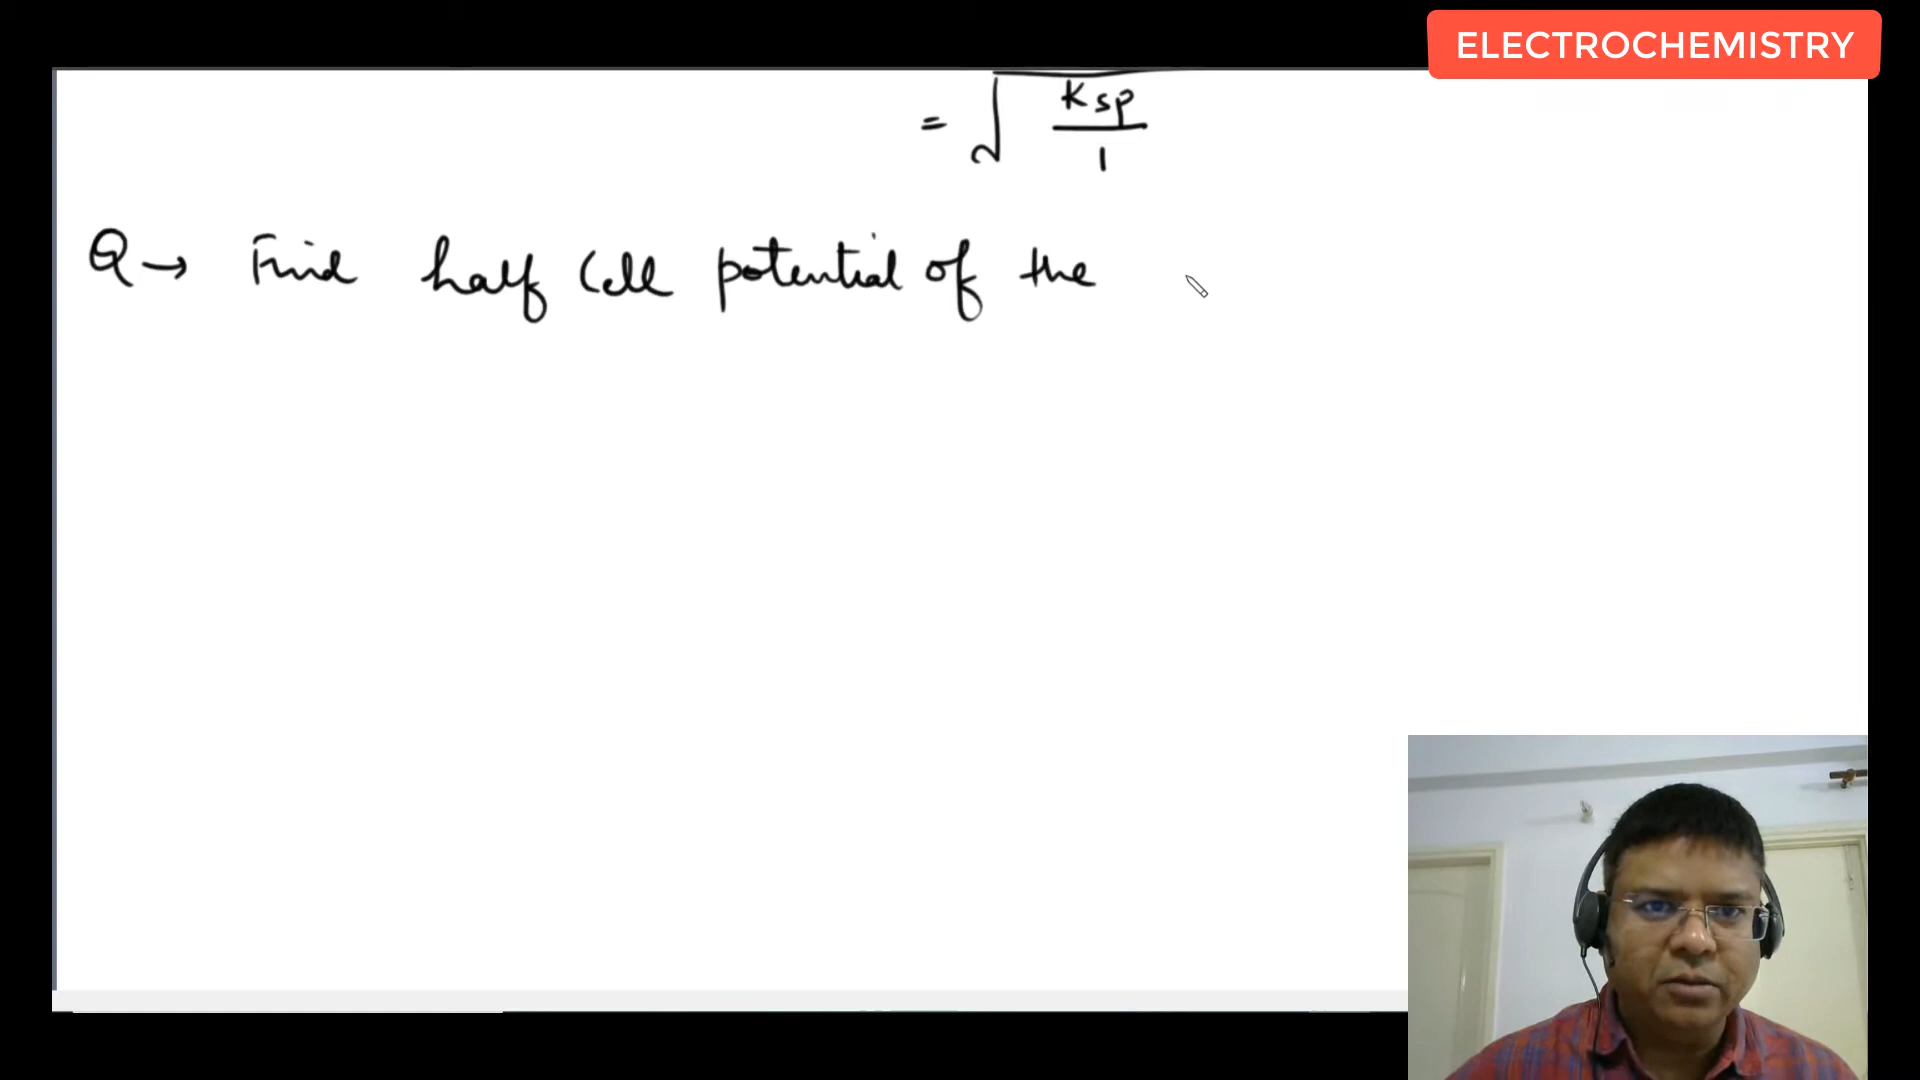 ELECTROCHEMISTRY
= √ Ksp / 1
Q → Find half cell potential of the